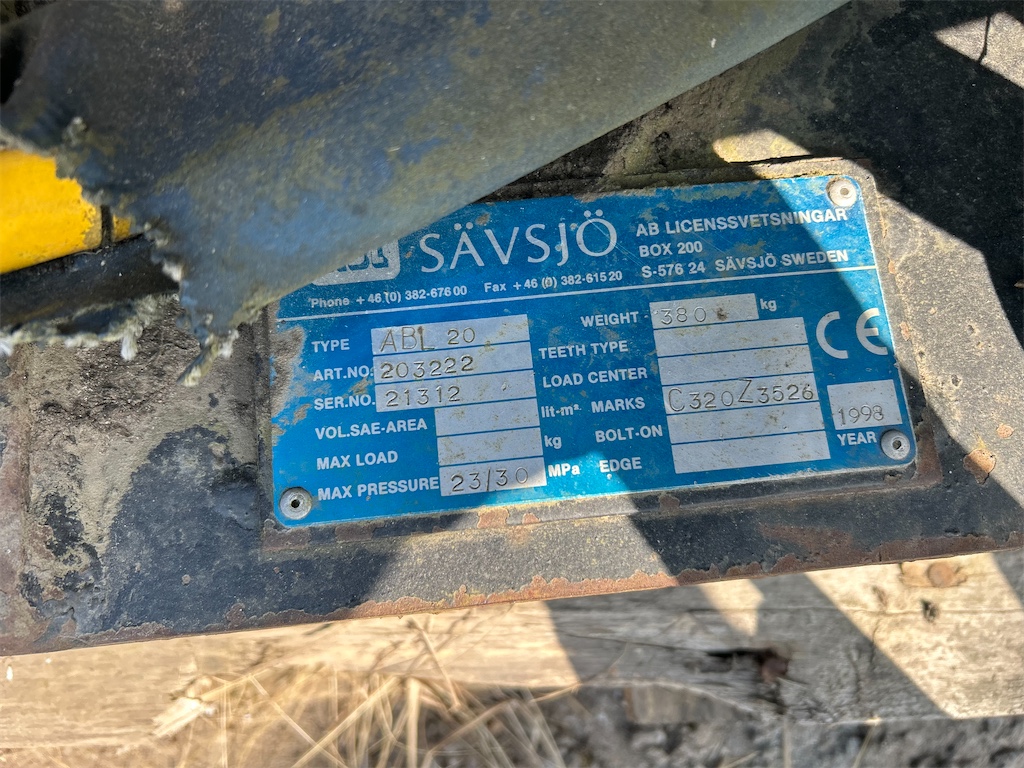 SÄVSJÖ
AB LICENSSVETSNINGAR
BOX 200
S-576 24 SÄVSJÖ SWEDEN
Phone +46 (0) 382-676 00 Fax +46 (0) 382-615 20
TYPE ABL 20
ART.NO: 203222
SER.NO. 21312
VOL.SAE-AREA lit-m².
MAX LOAD kg
MAX PRESSURE 23/30 MPa
WEIGHT 380 kg
TEETH TYPE
LOAD CENTER
MARKS C320Z3526
BOLT-ON
EDGE
CE
1998
YEAR